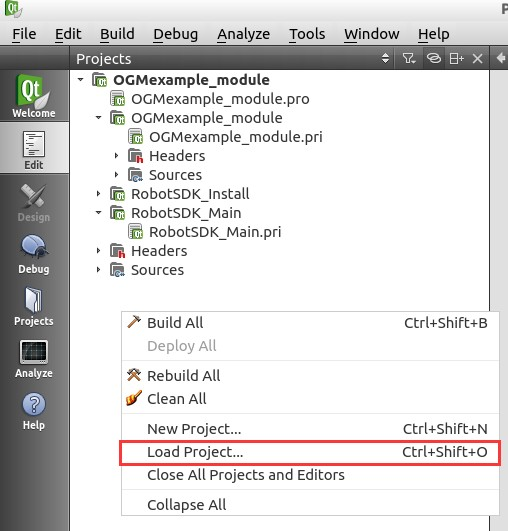 Qt
P
File Edit Build Debug Analyze Tools Window Help
Projects
Qt
Welcome
Edit
Design
Debug
Projects
Analyze
Help
OGMexample_module
OGMexample_module.pro
OGMexample_module
OGMexample_module.pri
Headers
Sources
RobotSDK_Install
RobotSDK_Main
RobotSDK_Main.pri
Headers
Sources
Build All Ctrl+Shift+B
Deploy All
Rebuild All
Clean All
New Project... Ctrl+Shift+N
Load Project... Ctrl+Shift+O
Close All Projects and Editors
Collapse All